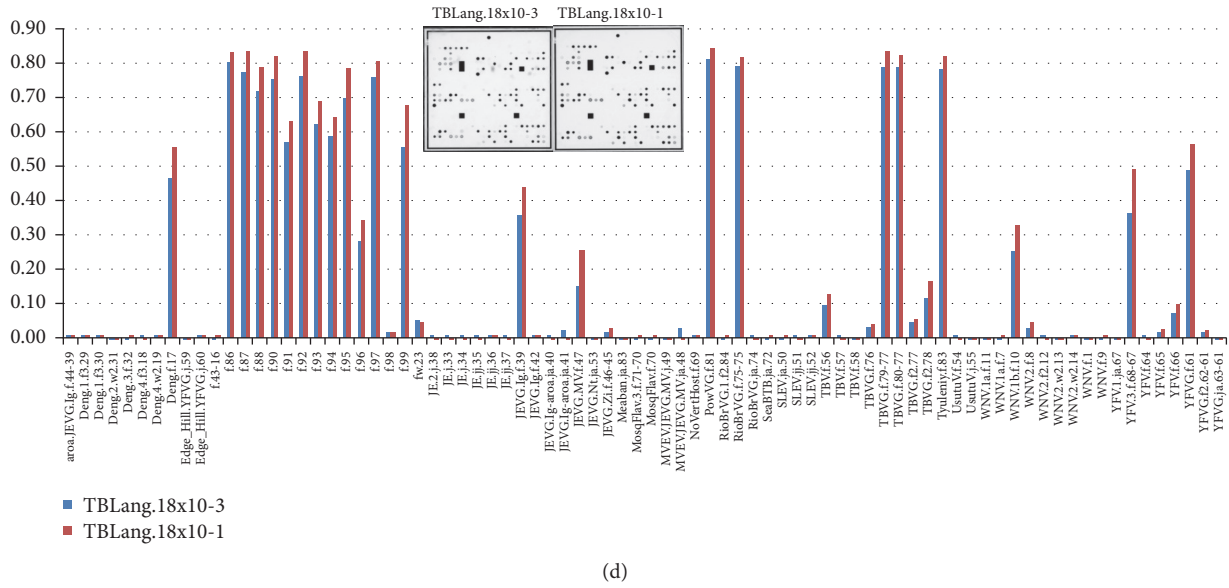 TBLang.18x10-3 TBLang.18x10-1
0.90
0.80
0.70
0.60
0.50
0.40
0.30
0.20
0.10
0.00
aroa.JEVG.Ig.f.44-39
Deng.1.f3.29
Deng.1.f3.30
Deng.2.w2.31
Deng.3.f.32
Deng.4.f3.18
Deng.4.w2.19
Deng.f.17
Edge_Hill.YFVG.j.59
Edge_Hill.YFVG.j.60
f.43-16
f.86
f.87
f.88
f.90
f.91
f.92
f.93
f.94
f.95
f.96
f.97
f.98
f.99
fw.23
JE.2.j.38
JE.j.33
JE.j.34
JE.jj.35
JE.jj.36
JE.jj.37
JEVG.Ig.f.39
JEVG.Ig.f.42
JEVG.Ig-aroa.ja.40
JEVG.Ig-aroa.ja.41
JEVG.MV.f.47
JEVG.Nt.ja.53
JEVG.Zi.f.46-45
Meaban.ja.83
MosqFlav.3.f.71-70
MosqFlav.f.70
MVEV.JEVG.MV.j.49
MVEV.JEVG.MV.ja.48
NoVertHost.f.69
PowVG.f.81
RioBrVG.1.f2.84
RioBrVG.f.75-75
RioBrVG.ja.74
SeaBTB.ja.72
SLEV.ja.50
SLEV.jj.51
SLEV.jj.52
TBV.f.56
TBV.f.57
TBV.f.58
TBVG.f.76
TBVG.f.79-77
TBVG.f.80-77
TBVG.f2.77
TBVG.f2.78
Tyuleniy.f.83
UsutuV.f.54
UsutuV.j.55
WNV.1a.f.11
WNV.1a.f.7
WNV.1b.f.10
WNV.2.f.8
WNV.2.f2.12
WNV.2.w2.13
WNV.2.w2.14
WNV.f.1
WNV.f.9
YFV.1.ja.67
YFV.3.f.68-67
YFV.f.64
YFV.f.65
YFV.f.66
YFVG.f.61
YFVG.f2.62-61
YFVG.ja.63-61
TBLang.18x10-3
TBLang.18x10-1
(d)